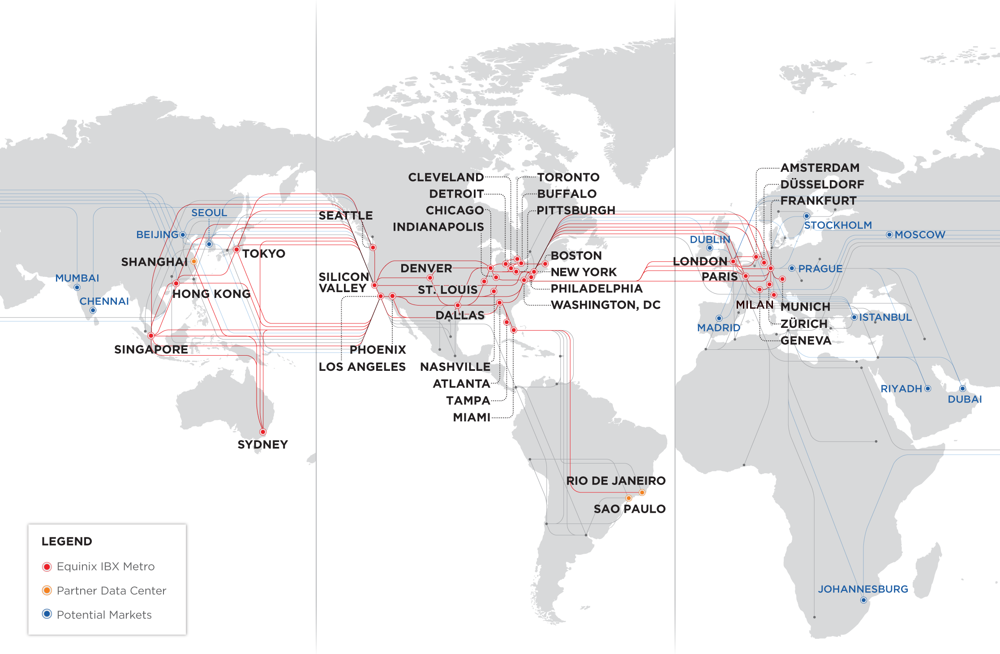 SEOUL
BEIJING
TOKYO
SHANGHAI
MUMBAI
HONG KONG
CHENNAI
SINGAPORE
SYDNEY
CLEVELAND
DETROIT
CHICAGO
INDIANAPOLIS
TORONTO
BUFFALO
PITTSBURGH
SEATTLE
DENVER
SILICON
VALLEY
ST. LOUIS
DALLAS
BOSTON
NEW YORK
PHILADELPHIA
WASHINGTON, DC
PHOENIX
LOS ANGELES
NASHVILLE
ATLANTA
TAMPA
MIAMI
RIO DE JANEIRO
SAO PAULO
AMSTERDAM
DÜSSELDORF
FRANKFURT
STOCKHOLM
MOSCOW
DUBLIN
LONDON
PRAGUE
PARIS
MILAN
MUNICH
ZÜRICH
GENEVA
MADRID
ISTANBUL
RIYADH
DUBAI
JOHANNESBURG
LEGEND
Equinix IBX Metro
Partner Data Center
Potential Markets